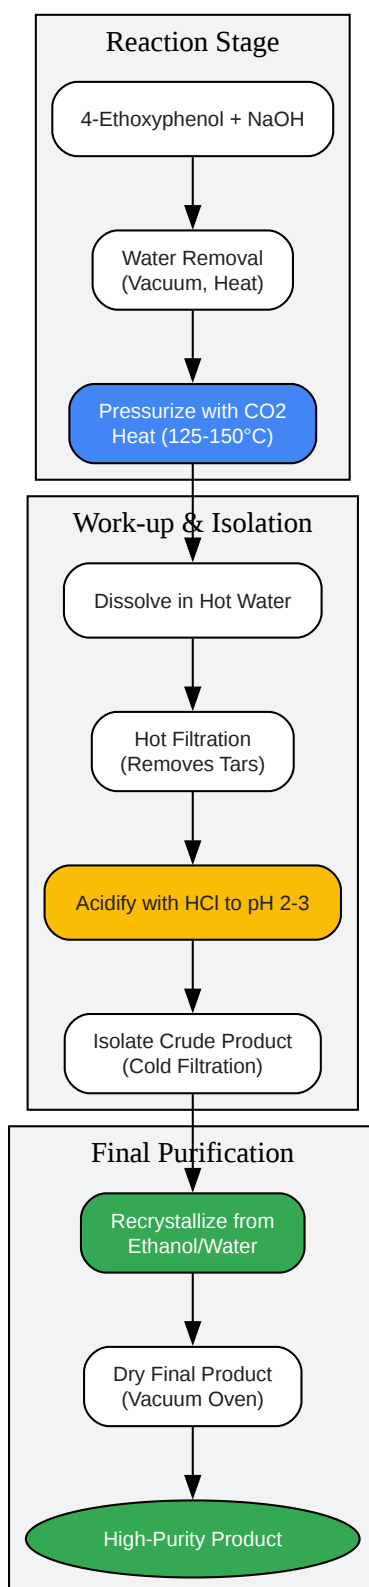 Reaction Stage
4-Ethoxyphenol + NaOH
Water Removal
(Vacuum, Heat)
Pressurize with CO2
Heat (125-150°C)
Work-up & Isolation
Dissolve in Hot Water
Hot Filtration
(Removes Tars)
Acidify with HCl to pH 2-3
Isolate Crude Product
(Cold Filtration)
Final Purification
Recrystallize from
Ethanol/Water
Dry Final Product
(Vacuum Oven)
High-Purity Product